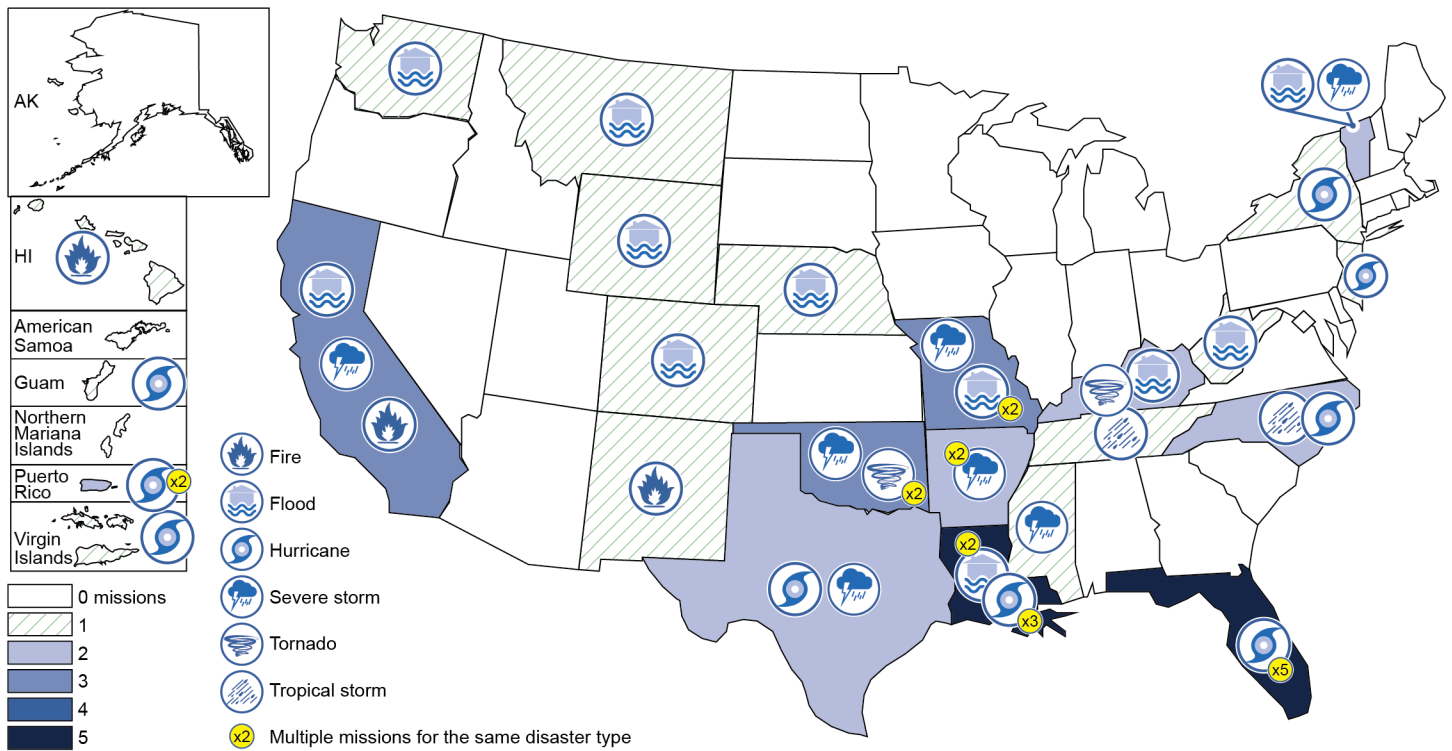 AK
HI
American
Samoa
Guam
Northern
Mariana
Islands
Puerto
Rico
x2
Virgin
Islands
0 missions
1
2
3
4
5
Fire
Flood
Hurricane
Severe storm
Tornado
Tropical storm
x2
Multiple missions for the same disaster type
x2
x2
x2
x2
x3
x5